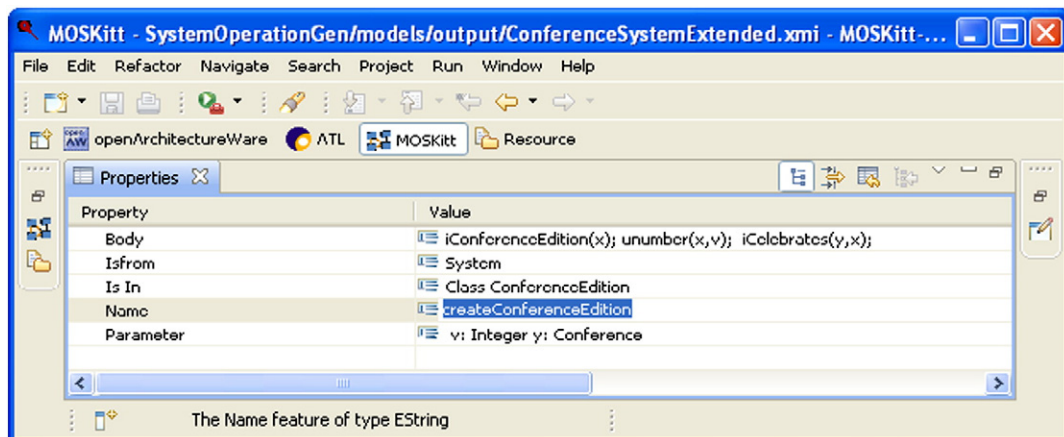 MOSKitt - SystemOperationGen/models/output/ConferenceSystemExtended.xmi - MOSKitt-...
File Edit Refactor Navigate Search Project Run Window Help
openArchitectureWare ATL MOSKitt Resource
Properties
Property Value
Body iConferenceEdition(x); unumber(x,v); iCelebrates(y,x);
Isfrom System
Is In Class ConferenceEdition
Name createConferenceEdition
Parameter v: Integer y: Conference
The Name feature of type EString